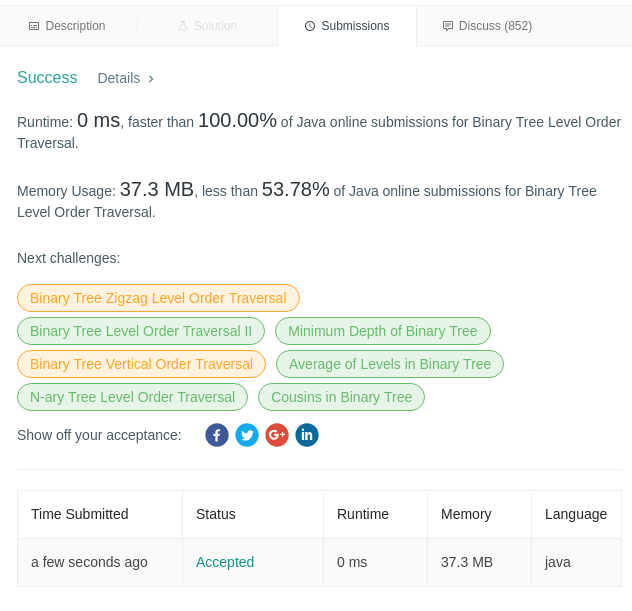 Description Solution Submissions Discuss (852)
Success Details ›
Runtime: 0 ms, faster than 100.00% of Java online submissions for Binary Tree Level Order
Traversal.
Memory Usage: 37.3 MB, less than 53.78% of Java online submissions for Binary Tree
Level Order Traversal.
Next challenges:
Binary Tree Zigzag Level Order Traversal
Binary Tree Level Order Traversal II Minimum Depth of Binary Tree
Binary Tree Vertical Order Traversal Average of Levels in Binary Tree
N-ary Tree Level Order Traversal Cousins in Binary Tree
Show off your acceptance: f G+ in
Time Submitted Status Runtime Memory Language
a few seconds ago Accepted 0 ms 37.3 MB java